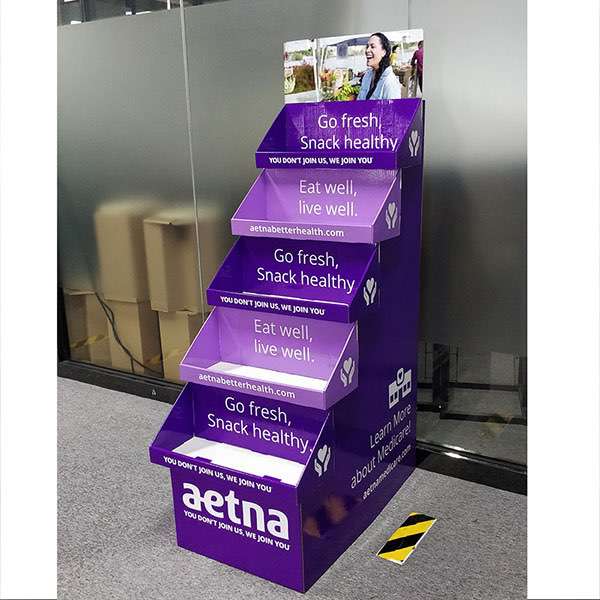 Go fresh,
Snack healthy
YOU DON'T JOIN US, WE JOIN YOU
Eat well,
live well.
aetnabetterhealth.com
Go fresh,
Snack healthy
YOU DON'T JOIN US, WE JOIN YOU
Eat well,
live well.
aetnabetterhealth.com
Go fresh,
Snack healthy,
YOU DON'T JOIN US, WE JOIN YOU
aetna
YOU DON'T JOIN US, WE JOIN YOU
Learn More
about Medicare!
aetnamedicare.com